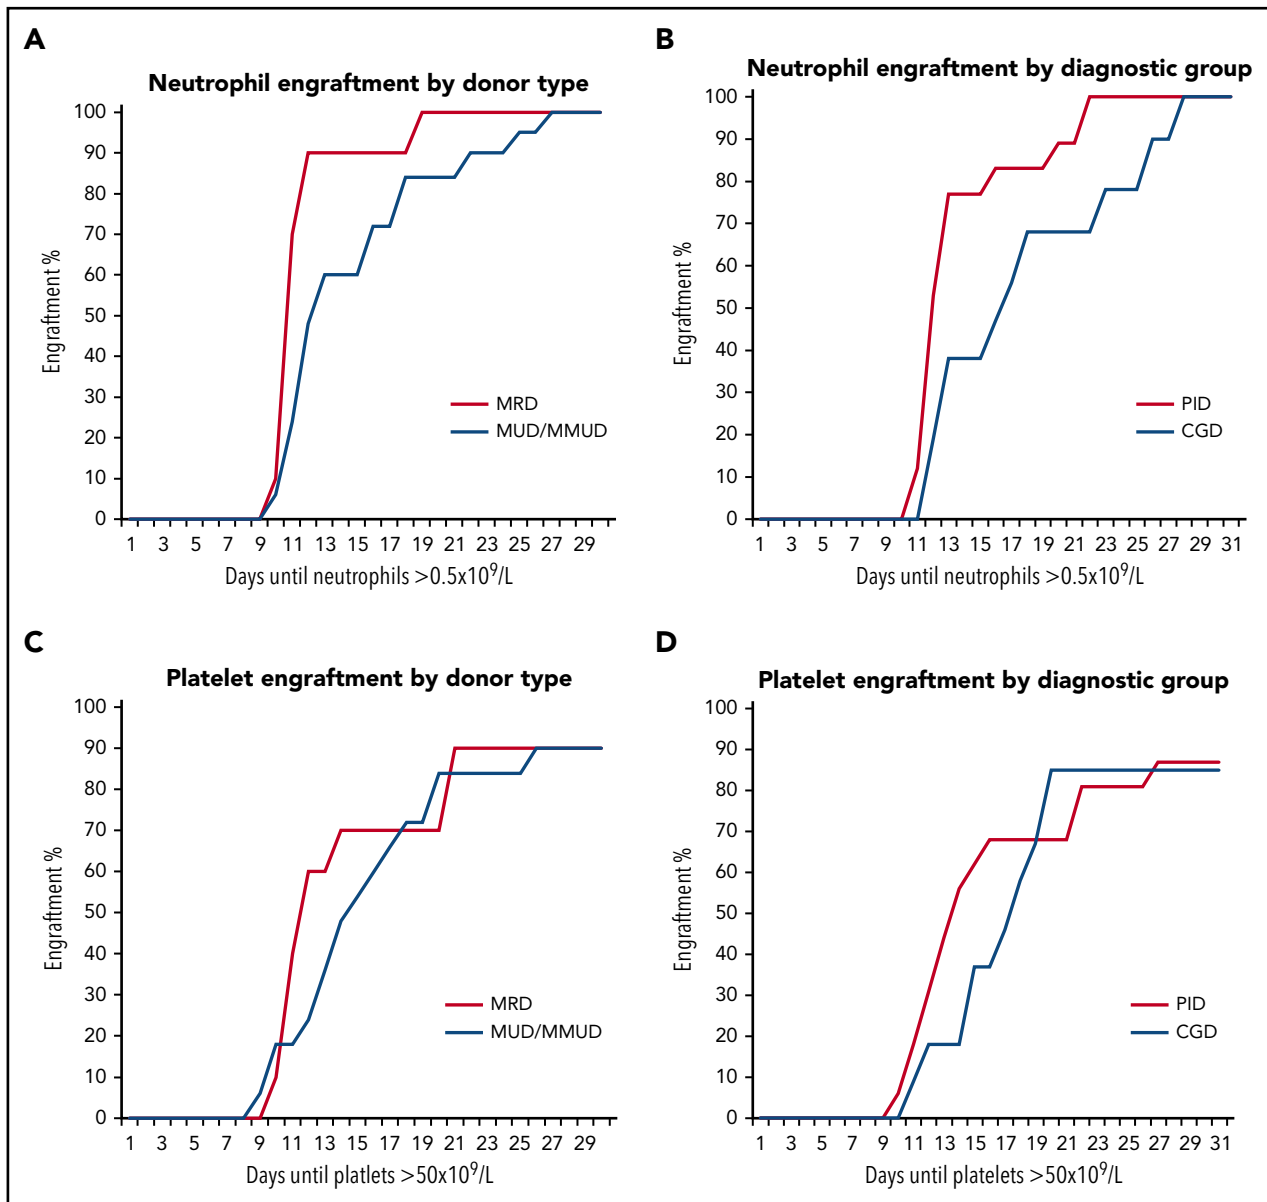 A
Neutrophil engraftment by donor type
100
90
80
70
60
50
40
30
20
10
0
Engraftment %
MRD
MUD/MMUD
1 3 5 7 9 11 13 15 17 19 21 23 25 27 29
Days until neutrophils >0.5x10⁹/L
B
Neutrophil engraftment by diagnostic group
100
90
80
70
60
50
40
30
20
10
0
Engraftment %
PID
CGD
1 3 5 7 9 11 13 15 17 19 21 23 25 27 29 31
Days until neutrophils >0.5x10⁹/L
C
Platelet engraftment by donor type
100
90
80
70
60
50
40
30
20
10
0
Engraftment %
MRD
MUD/MMUD
1 3 5 7 9 11 13 15 17 19 21 23 25 27 29
Days until platlets >50x10⁹/L
D
Platelet engraftment by diagnostic group
100
90
80
70
60
50
40
30
20
10
0
Engraftment %
PID
CGD
1 3 5 7 9 11 13 15 17 19 21 23 25 27 29 31
Days until platelets >50x10⁹/L